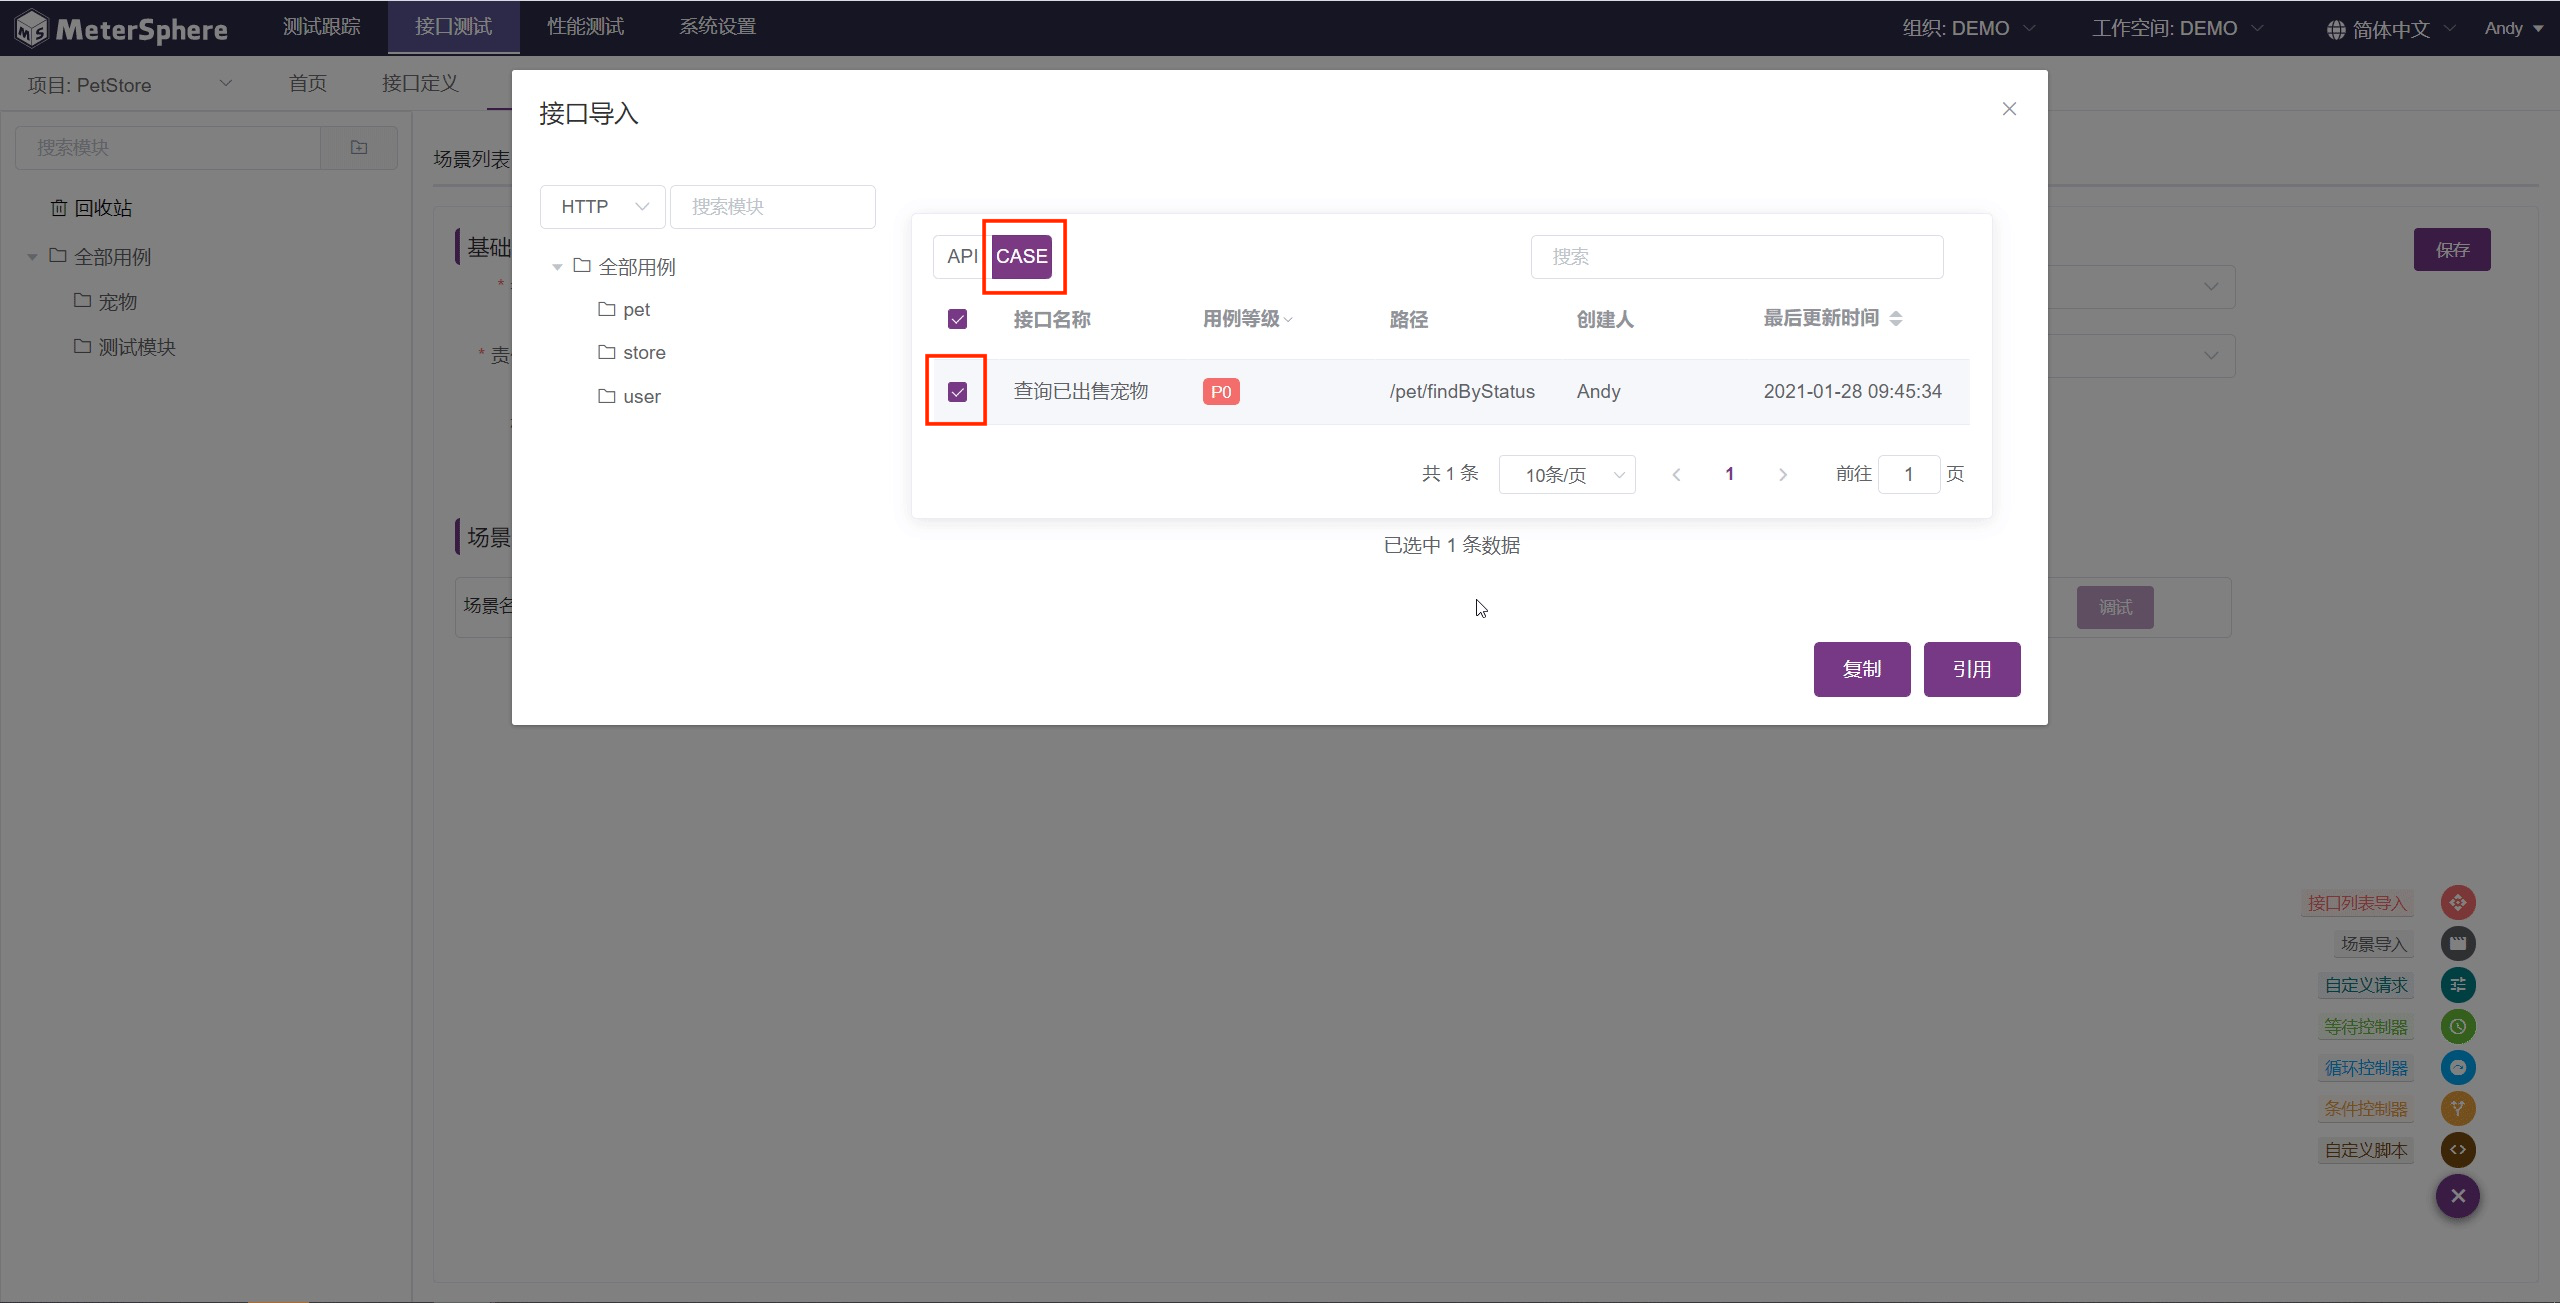 MeterSphere 测试跟踪 接口测试 性能测试 系统设置 组织: DEMO 工作空间: DEMO 简体中文 Andy
项目: PetStore 首页 接口定义
接口导入
搜索模块
场景列表
回收站
全部用例
宠物
测试模块
基础
保存
* 责
场景
场景名
调试
HTTP 搜索模块
全部用例
pet
store
user
API CASE 搜索
接口名称 用例等级 路径 创建人 最后更新时间
查询已出售宠物 P0 /pet/findByStatus Andy 2021-01-28 09:45:34
共 1 条 10条/页 1 前往 1 页
已选中 1 条数据
复制 引用
接口列表导入
场景导入
自定义请求
等待控制器
循环控制器
条件控制器
自定义脚本